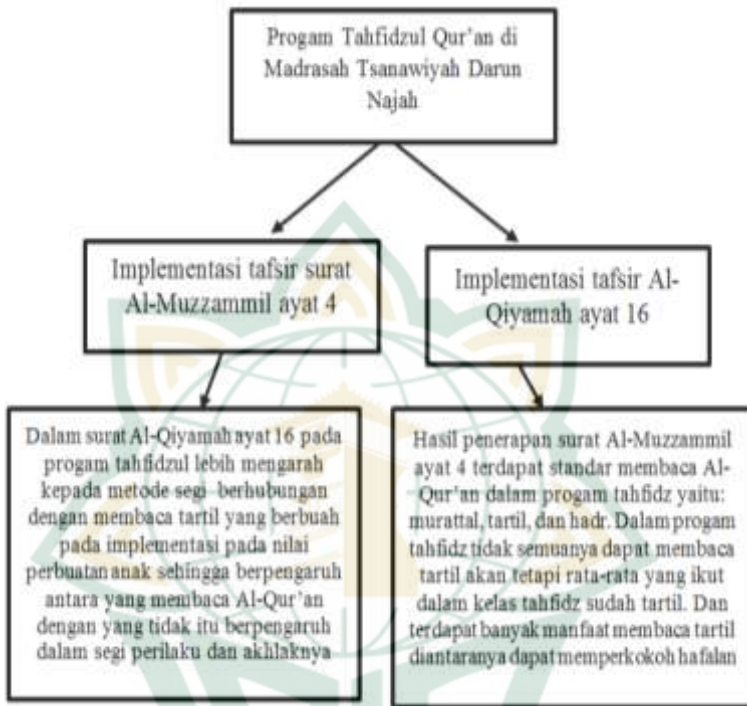 Progam Tahfidzul Qur'an di
Madrasah Tsanawiyah Darun
Najah
Implementasi tafsir surat
Al-Muzzammil ayat 4
Implementasi tafsir Al-
Qiyamah ayat 16
Dalam surat Al-Qiyamah ayat 16 pada
progam tahfidzul lebih mengarah
kepada metode segi berhubungan
dengan membaca tartil yang berbuah
pada implementasi pada nilai
perbuatan anak sehingga berpengaruh
antara yang membaca Al-Qur'an
dengan yang tidak itu berpengaruh
dalam segi perilaku dan akhlaknya
Hasil penerapan surat Al-Muzzammil
ayat 4 terdapat standar membaca Al-
Qur'an dalam progam tahfidz yaitu:
murattal, tartil, dan hadr. Dalam progam
tahfidz tidak semuanya dapat membaca
tartil akan tetapi rata-rata yang ikut
dalam kelas tahfidz sudah tartil. Dan
terdapat banyak manfaat membaca tartil
diantaranya dapat memperkokoh hafalan